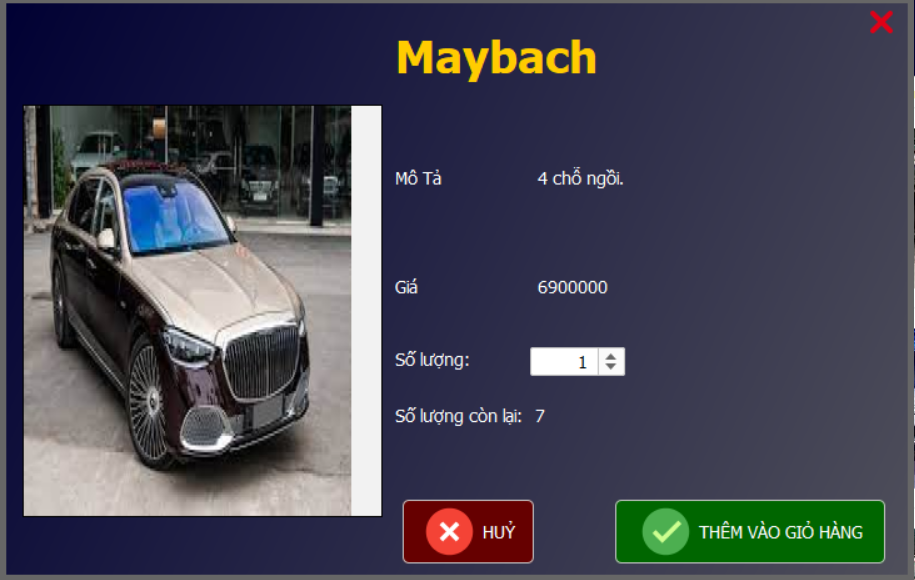 Maybach
Mô Tả 4 chỗ ngồi.
Giá 6900000
Số lượng: 1
Số lượng còn lại: 7
HUỶ THÊM VÀO GIỎ HÀNG